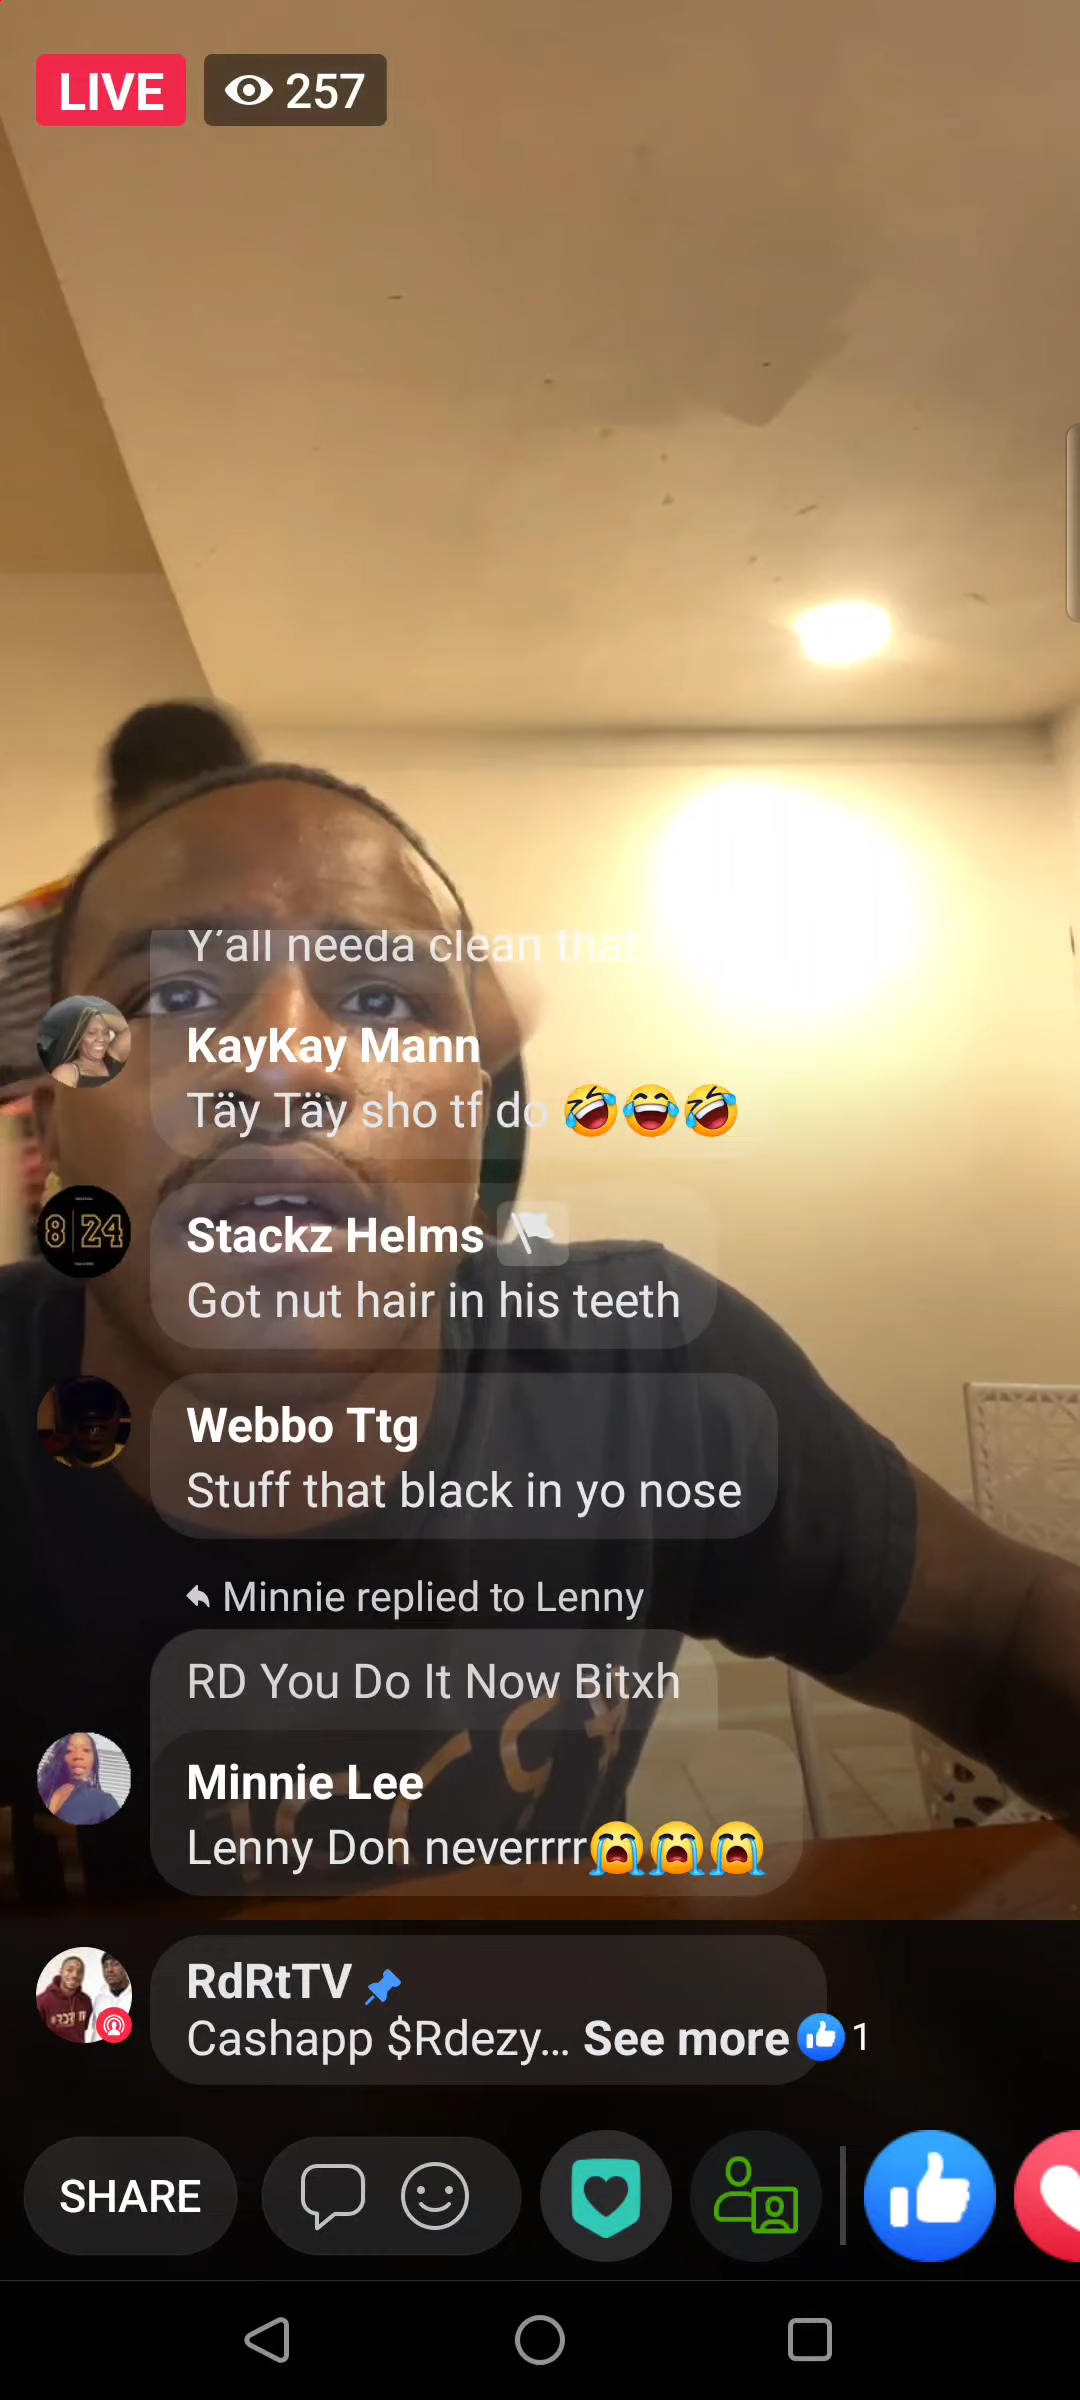 LIVE 257
Y'all needa clean that
KayKay Mann
Täy Täy sho tf do 🤣😂🤣
8 24
Stackz Helms
Got nut hair in his teeth
Webbo Ttg
Stuff that black in yo nose
Minnie replied to Lenny
RD You Do It Now Bitxh
Minnie Lee
Lenny Don neverrrr😭😭😭
RdRtTV
Cashapp $Rdezy... See more 1
SHARE